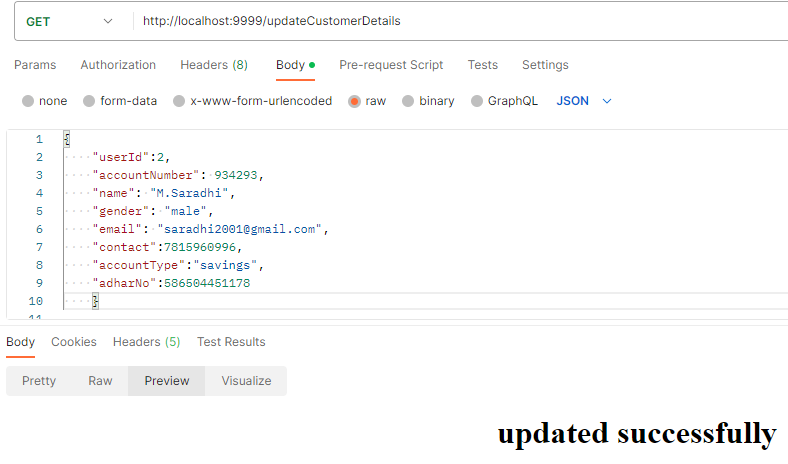 GET http://localhost:9999/updateCustomerDetails
Params Authorization Headers (8) Body Pre-request Script Tests Settings
none form-data x-www-form-urlencoded raw binary GraphQL JSON
1 {
2 "userId":2,
3 "accountNumber": 934293,
4 "name": "M.Saradhi",
5 "gender": "male",
6 "email": "saradhi2001@gmail.com",
7 "contact":7815960996,
8 "accountType":"savings",
9 "adharNo":586504451178
10 }
11
Body Cookies Headers (5) Test Results
Pretty Raw Preview Visualize
updated successfully